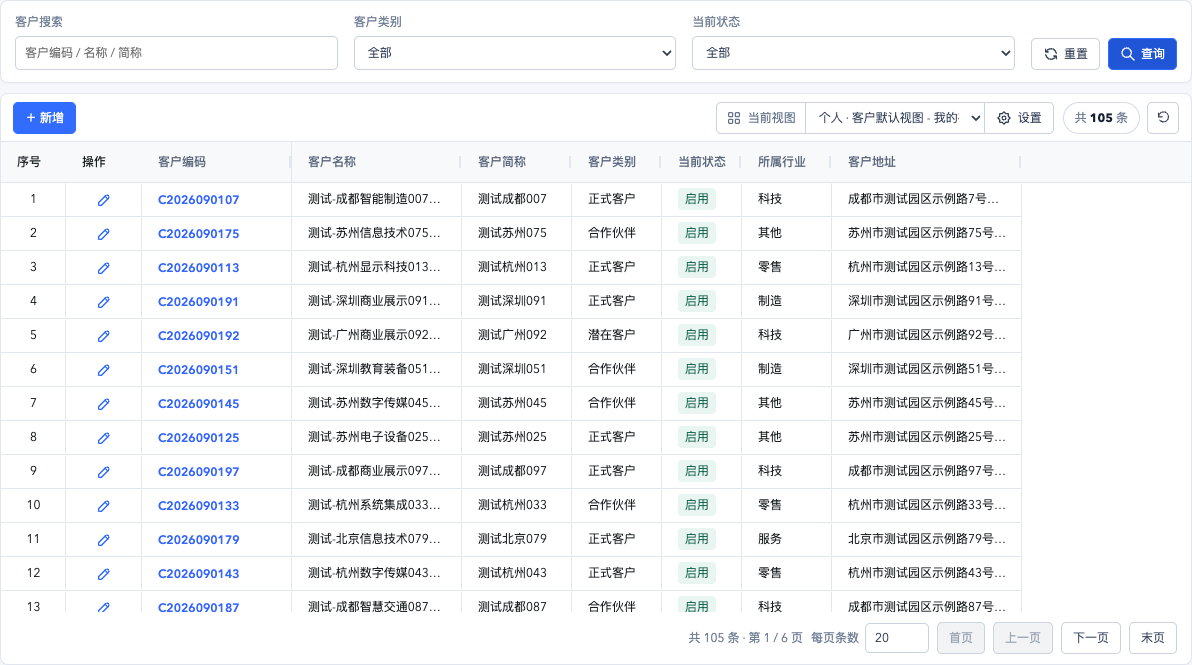 客户搜索 客户类别 当前状态
客户编码 / 名称 / 简称 全部 全部 重置 查询
+ 新增 当前视图 个人 · 客户默认视图 - 我的 设置 共 105 条
序号 操作 客户编码 客户名称 客户简称 客户类别 当前状态 所属行业 客户地址
1 C2026090107 测试-成都智能制造007... 测试成都007 正式客户 启用 科技 成都市测试园区示例路7号...
2 C2026090175 测试-苏州信息技术075... 测试苏州075 合作伙伴 启用 其他 苏州市测试园区示例路75号...
3 C2026090113 测试-杭州显示科技013... 测试杭州013 正式客户 启用 零售 杭州市测试园区示例路13号...
4 C2026090191 测试-深圳商业展示091... 测试深圳091 正式客户 启用 制造 深圳市测试园区示例路91号...
5 C2026090192 测试-广州商业展示092... 测试广州092 潜在客户 启用 科技 广州市测试园区示例路92号...
6 C2026090151 测试-深圳教育装备051... 测试深圳051 合作伙伴 启用 制造 深圳市测试园区示例路51号...
7 C2026090145 测试-苏州数字传媒045... 测试苏州045 合作伙伴 启用 其他 苏州市测试园区示例路45号...
8 C2026090125 测试-苏州电子设备025... 测试苏州025 正式客户 启用 其他 苏州市测试园区示例路25号...
9 C2026090197 测试-成都商业展示097... 测试成都097 正式客户 启用 科技 成都市测试园区示例路97号...
10 C2026090133 测试-杭州系统集成033... 测试杭州033 合作伙伴 启用 零售 杭州市测试园区示例路33号...
11 C2026090179 测试-北京信息技术079... 测试北京079 正式客户 启用 服务 北京市测试园区示例路79号...
12 C2026090143 测试-杭州数字传媒043... 测试杭州043 正式客户 启用 零售 杭州市测试园区示例路43号...
13 C2026090187 测试-成都智慧交通087... 测试成都087 合作伙伴 启用 科技 成都市测试园区示例路87号...
共 105 条 · 第 1 / 6 页 每页条数 20 首页 上一页 下一页 末页